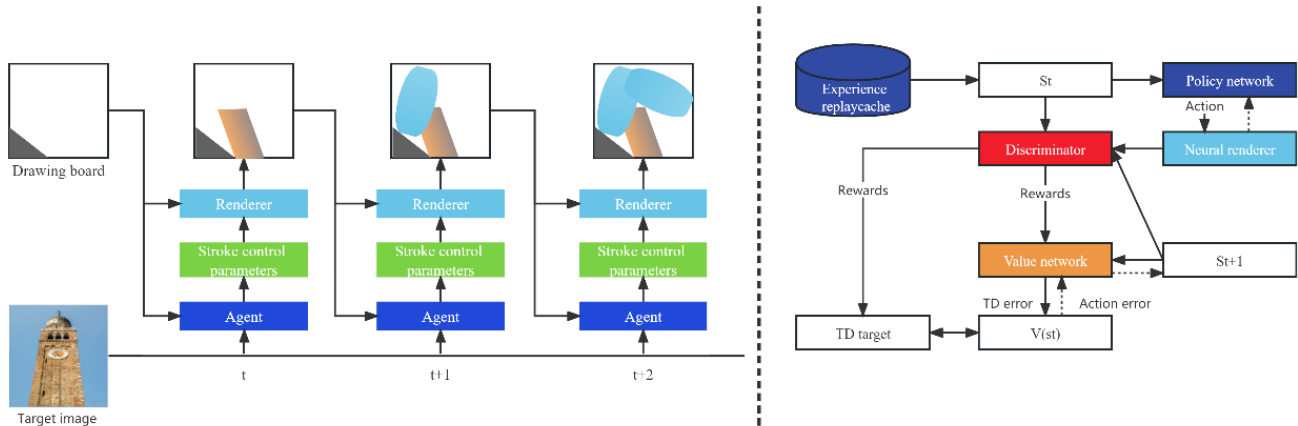 Drawing board
Renderer
Stroke control
parameters
Agent
t
Renderer
Stroke control
parameters
Agent
t+1
Renderer
Stroke control
parameters
Agent
t+2
Target image
Experience
replaycache
St
Policy network
Action
Discriminator
Neural renderer
Rewards
Rewards
Value network
St+1
TD error
Action error
TD target
V(st)